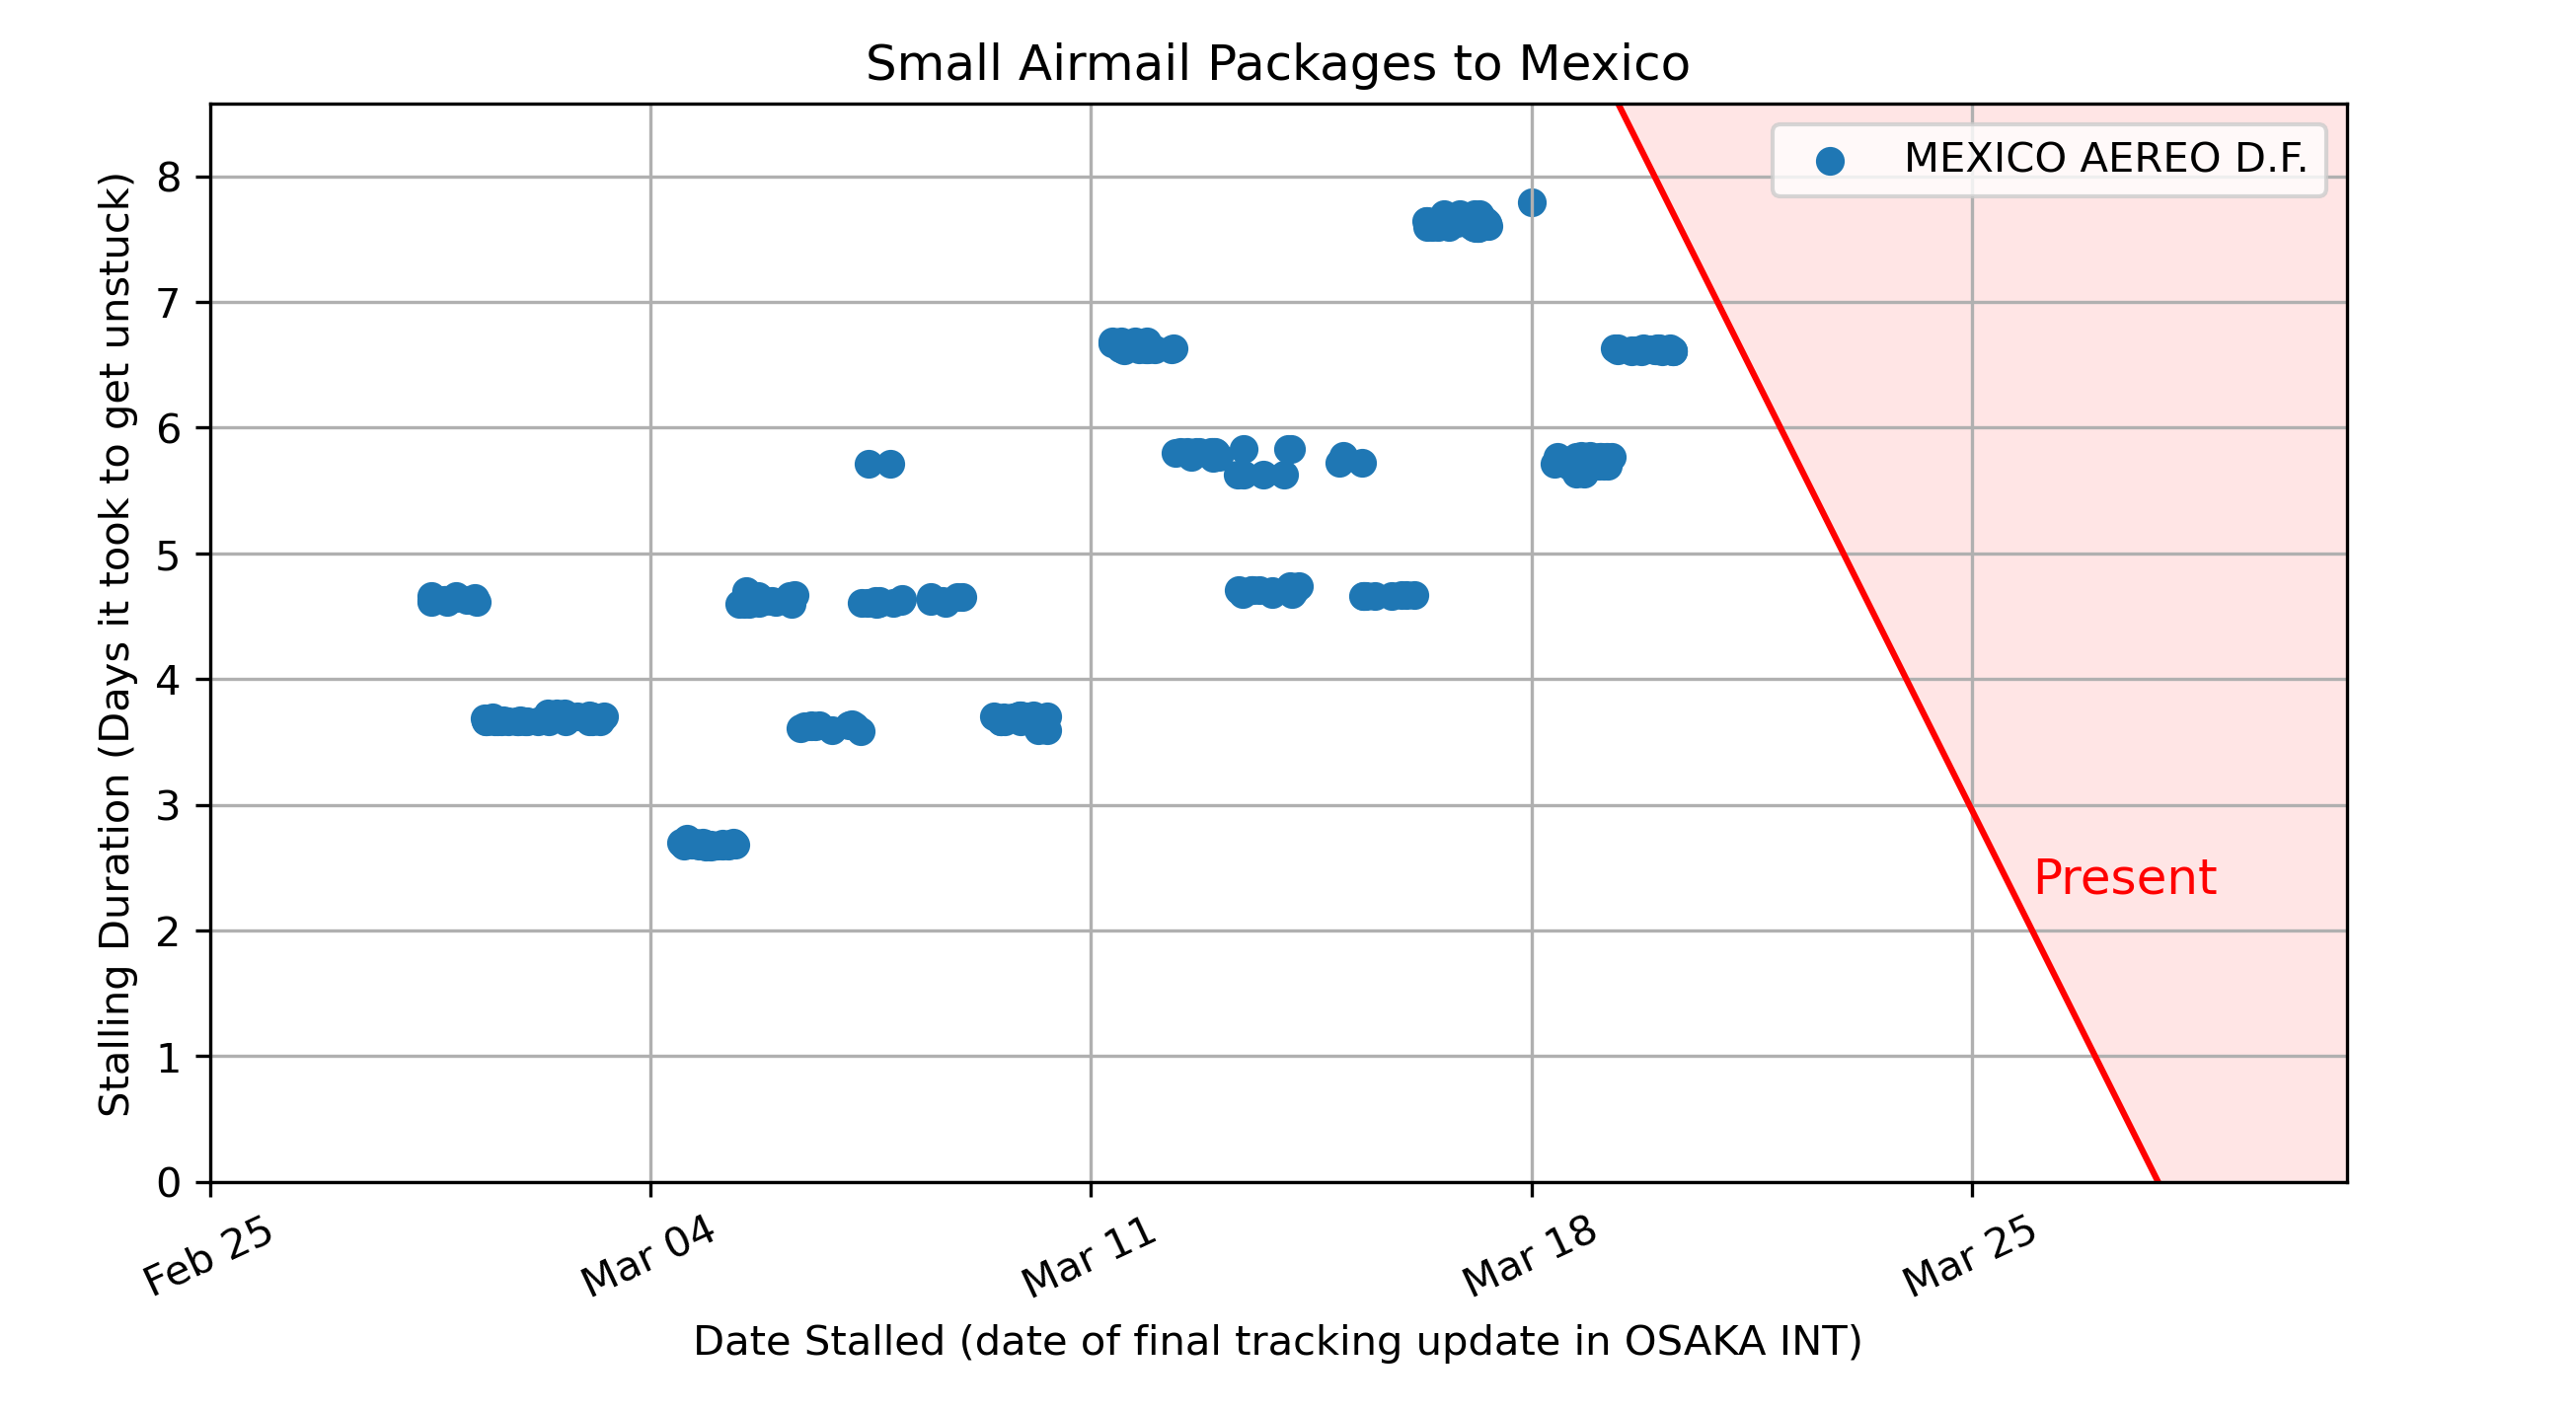 Small Airmail Packages to Mexico
MEXICO AEREO D.F.
Stalling Duration (Days it took to get unstuck)
8
7
6
5
4
3
2
1
0
Present
Feb 25
Mar 04
Mar 11
Mar 18
Mar 25
Date Stalled (date of final tracking update in OSAKA INT)